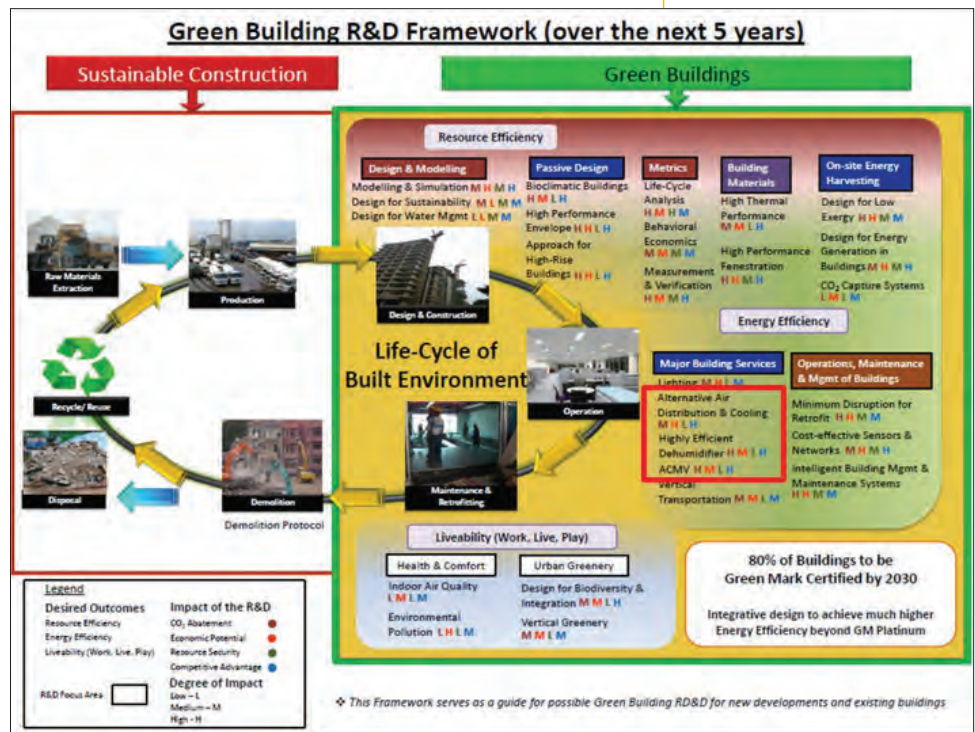 Green Building R&D Framework (over the next 5 years)
Sustainable Construction
Green Buildings
Resource Efficiency
Design & Modelling
Modelling & Simulation M H M H
Design for Sustainability M L M M
Design for Water Mgmt L L M M
Passive Design
Bioclimatic Buildings
H M L H
High Performance
Envelope H H L H
Approach for
High-Rise
Buildings H H L H
Metrics
Life-Cycle
Analysis
H M H M
Behavioral
Economics
M M M M
Measurement
& Verification
H M M H
Building
Materials
High Thermal
Performance
M M L H
High Performance
Fenestration
H H M H
On-site Energy
Harvesting
Design for Low
Exergy H H M M
Design for Energy
Generation in
Buildings M H M H
CO₂ Capture Systems
L M L M
Raw Materials
Extraction
Production
Design & Construction
Life-Cycle of
Built Environment
Operation
Recycle/ Reuse
Disposal
Demolition
Demolition Protocol
Maintenance &
Retrofitting
Energy Efficiency
Major Building Services
Lighting M H L M
Alternative Air
Distribution & Cooling
M H L H
Highly Efficient
Dehumidifier H M L H
ACMV H M L H
Vertical
Transportation M M L M
Operations, Maintenance
& Mgmt of Buildings
Minimum Disruption for
Retrofit H H M M
Cost-effective Sensors &
Networks M H M H
Intelligent Building Mgmt &
Maintenance Systems
H H M M
Liveability (Work, Live, Play)
Health & Comfort
Indoor Air Quality
L M L M
Environmental
Pollution L H L M
Urban Greenery
Design for Biodiversity &
Integration M M L H
Vertical Greenery
M M L M
80% of Buildings to be
Green Mark Certified by 2030
Integrative design to achieve much higher
Energy Efficiency beyond GM Platinum
Legend
Desired Outcomes
Resource Efficiency
Energy Efficiency
Liveability (Work, Live, Play)
R&D Focus Area
Impact of the R&D
CO₂ Abatement
Economic Potential
Resource Security
Competitive Advantage
Degree of Impact
Low – L
Medium – M
High - H
❖ This Framework serves as a guide for possible Green Building RD&D for new developments and existing buildings